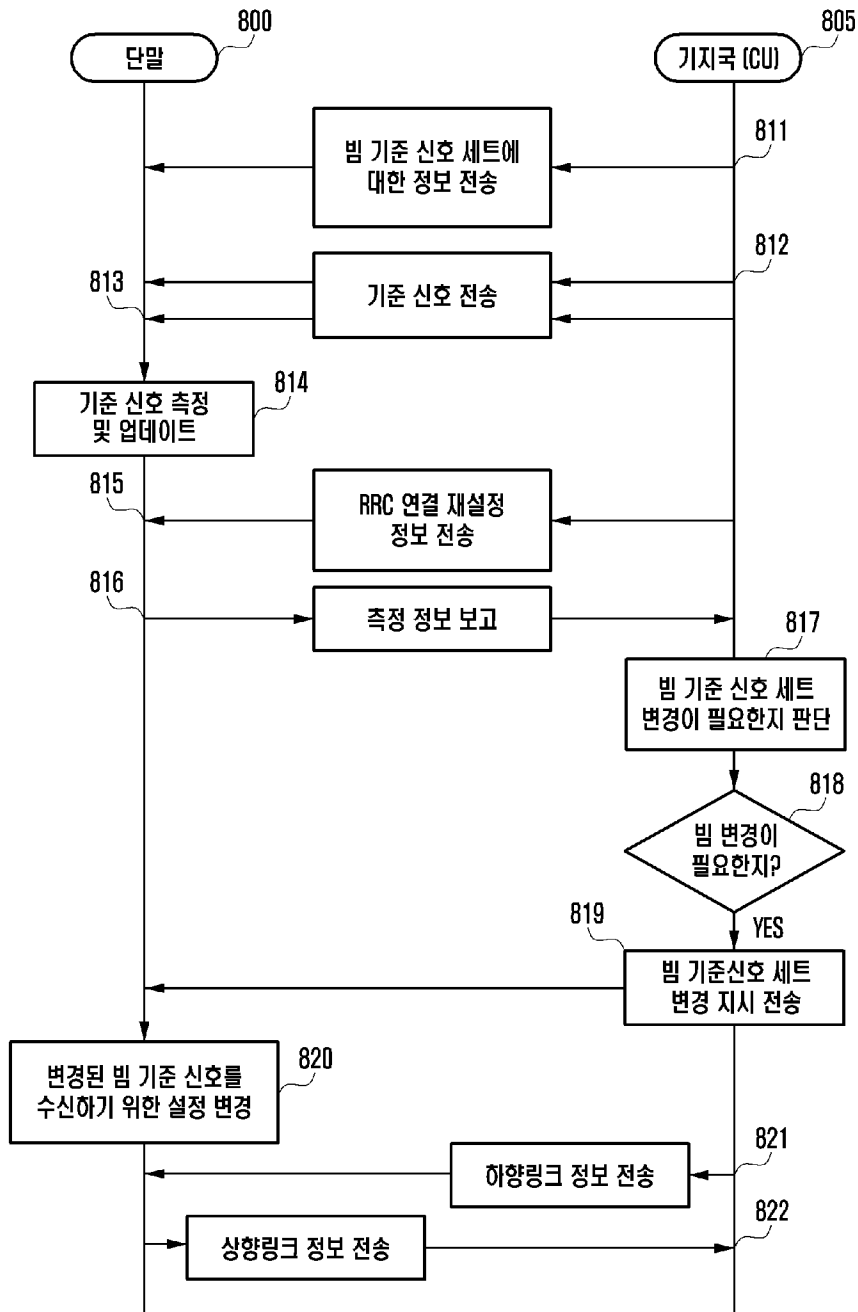 800
단말
805
기지국 (CU)
811
빔 기준 신호 세트에
대한 정보 전송
812
기준 신호 전송
813
814
기준 신호 측정
및 업데이트
815
RRC 연결 재설정
정보 전송
816
측정 정보 보고
817
빔 기준 신호 세트
변경이 필요한지 판단
818
빔 변경이
필요한지?
YES
819
빔 기준신호 세트
변경 지시 전송
820
변경된 빔 기준 신호를
수신하기 위한 설정 변경
821
하향링크 정보 전송
822
상향링크 정보 전송